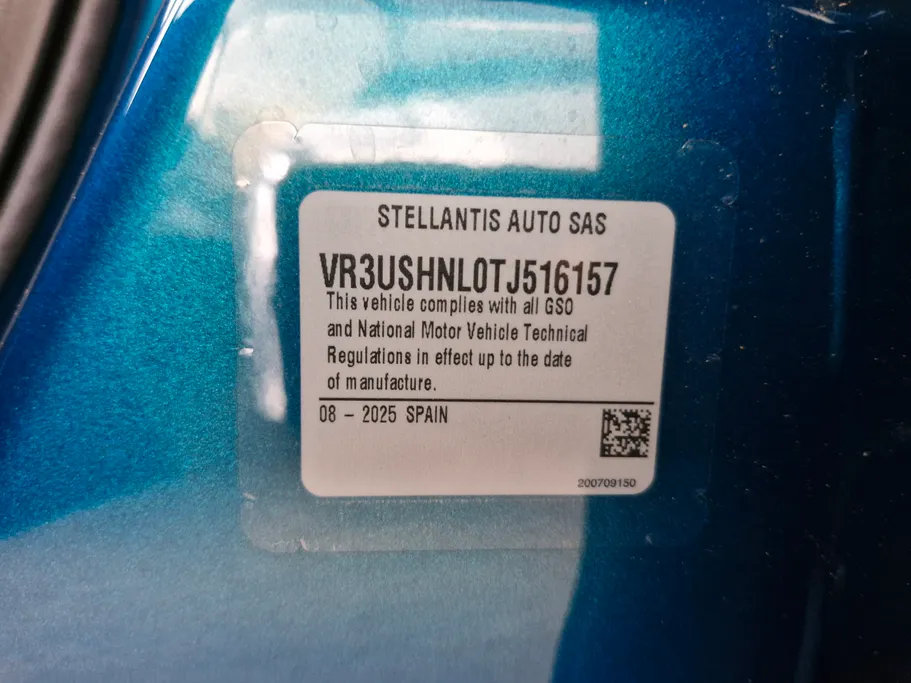 STELLANTIS AUTO SAS
VR3USHNL0TJ516157
This vehicle complies with all GSO
and National Motor Vehicle Technical
Regulations in effect up to the date
of manufacture.
08 - 2025 SPAIN
200709150